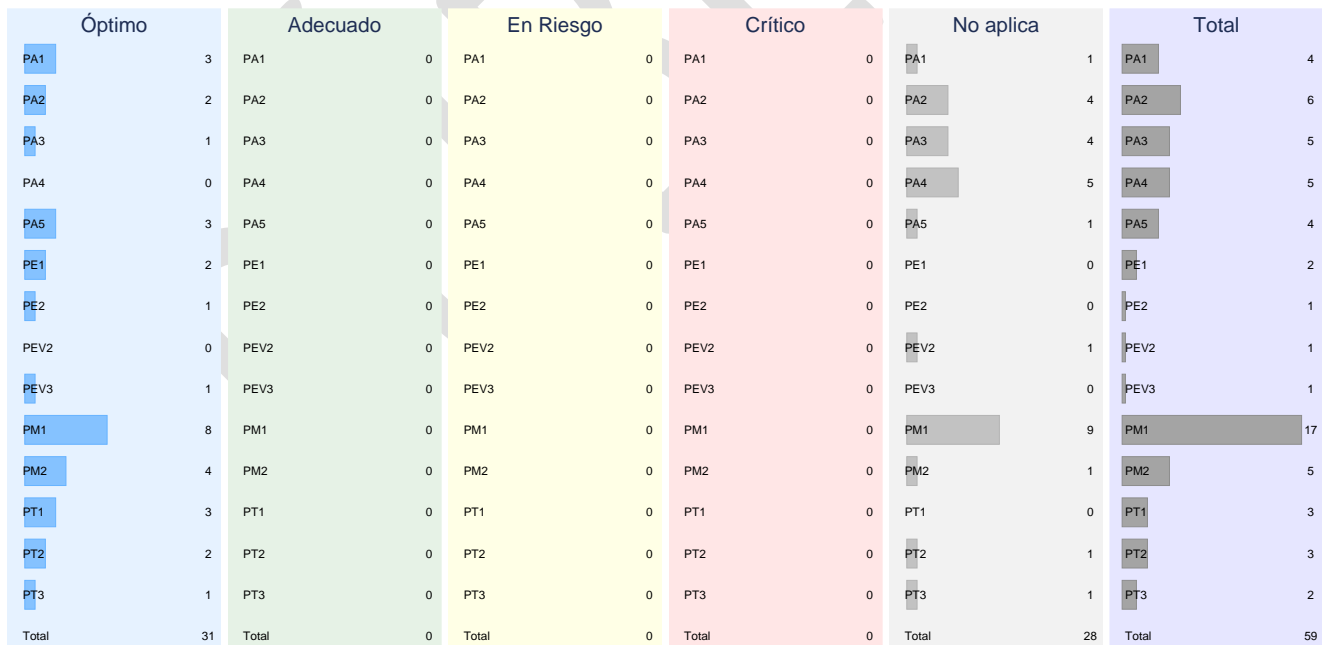 Óptimo Adecuado En Riesgo Crítico No aplica Total
PA1 3 PA1 0 PA1 0 PA1 0 PA1 1 PA1 4
PA2 2 PA2 0 PA2 0 PA2 0 PA2 4 PA2 6
PA3 1 PA3 0 PA3 0 PA3 0 PA3 4 PA3 5
PA4 0 PA4 0 PA4 0 PA4 0 PA4 5 PA4 5
PA5 3 PA5 0 PA5 0 PA5 0 PA5 1 PA5 4
PE1 2 PE1 0 PE1 0 PE1 0 PE1 0 PE1 2
PE2 1 PE2 0 PE2 0 PE2 0 PE2 0 PE2 1
PEV2 0 PEV2 0 PEV2 0 PEV2 0 PEV2 1 PEV2 1
PEV3 1 PEV3 0 PEV3 0 PEV3 0 PEV3 0 PEV3 1
PM1 8 PM1 0 PM1 0 PM1 0 PM1 9 PM1 17
PM2 4 PM2 0 PM2 0 PM2 0 PM2 1 PM2 5
PT1 3 PT1 0 PT1 0 PT1 0 PT1 0 PT1 3
PT2 2 PT2 0 PT2 0 PT2 0 PT2 1 PT2 3
PT3 1 PT3 0 PT3 0 PT3 0 PT3 1 PT3 2
Total 31 Total 0 Total 0 Total 0 Total 28 Total 59